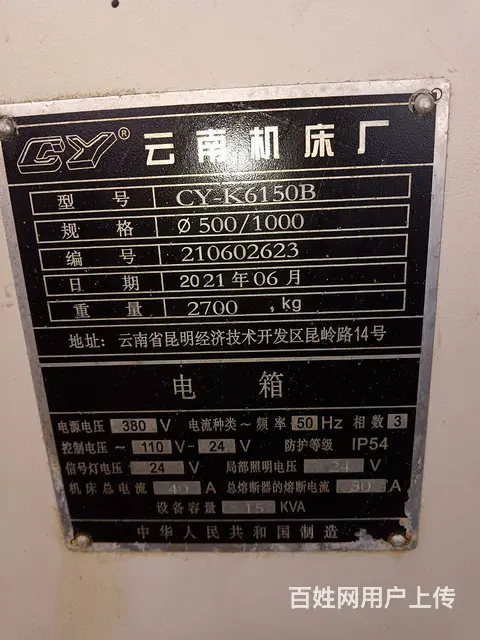 CY® 云南机床厂
型号 CY-K6150B
规格 Ø500/1000
编号 210602623
日期 2021年06月
重量 2700 ,kg
地址: 云南省昆明经济技术开发区昆岭路14号
电箱
电源电压 380 V 电流种类~ 频率 50 Hz 相数 3
控制电压~ 110 V- 24 V 防护等级 IP54
信号灯电压 24 V 局部照明电压 24 V
机床总电流 40 A 总熔断器的熔断电流 50 A
设备容量 15 KVA
中华人民共和国制造
百姓网用户上传